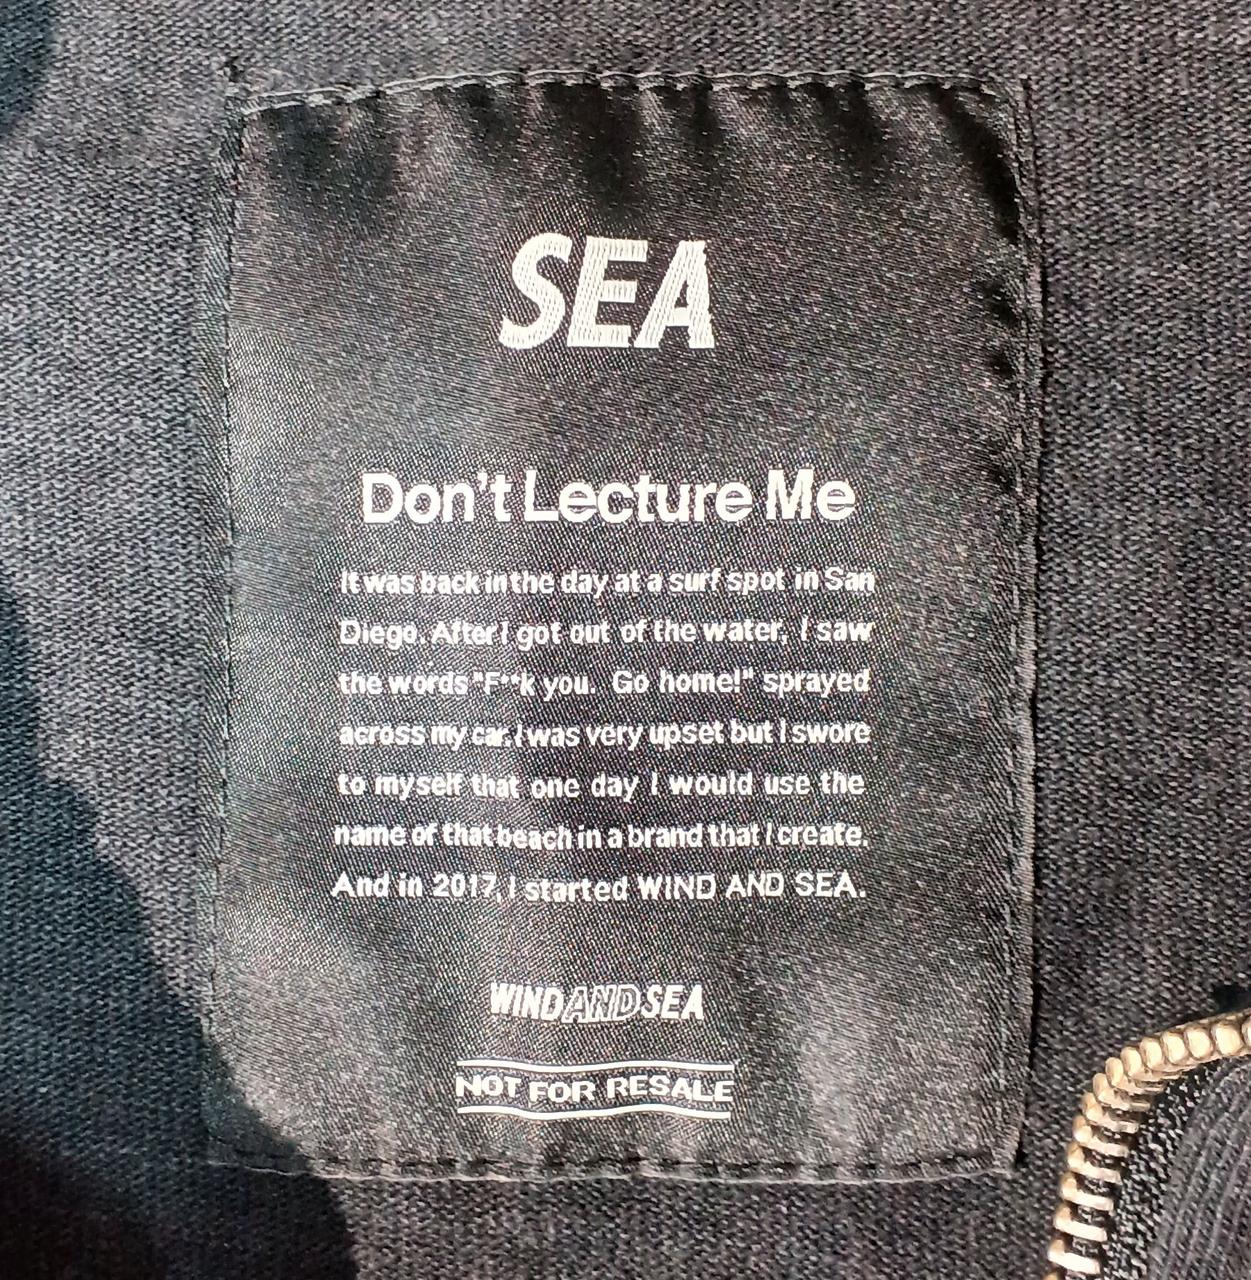 SEA
Don't Lecture Me
It was back in the day at a surf spot in San
Diego. After I got out of the water, I saw
the words "F**k you. Go home!" sprayed
across my car. I was very upset but I swore
to myself that one day I would use the
name of that beach in a brand that I create.
And in 2017, I started WIND AND SEA.
WINDANDSEA
NOT FOR RESALE